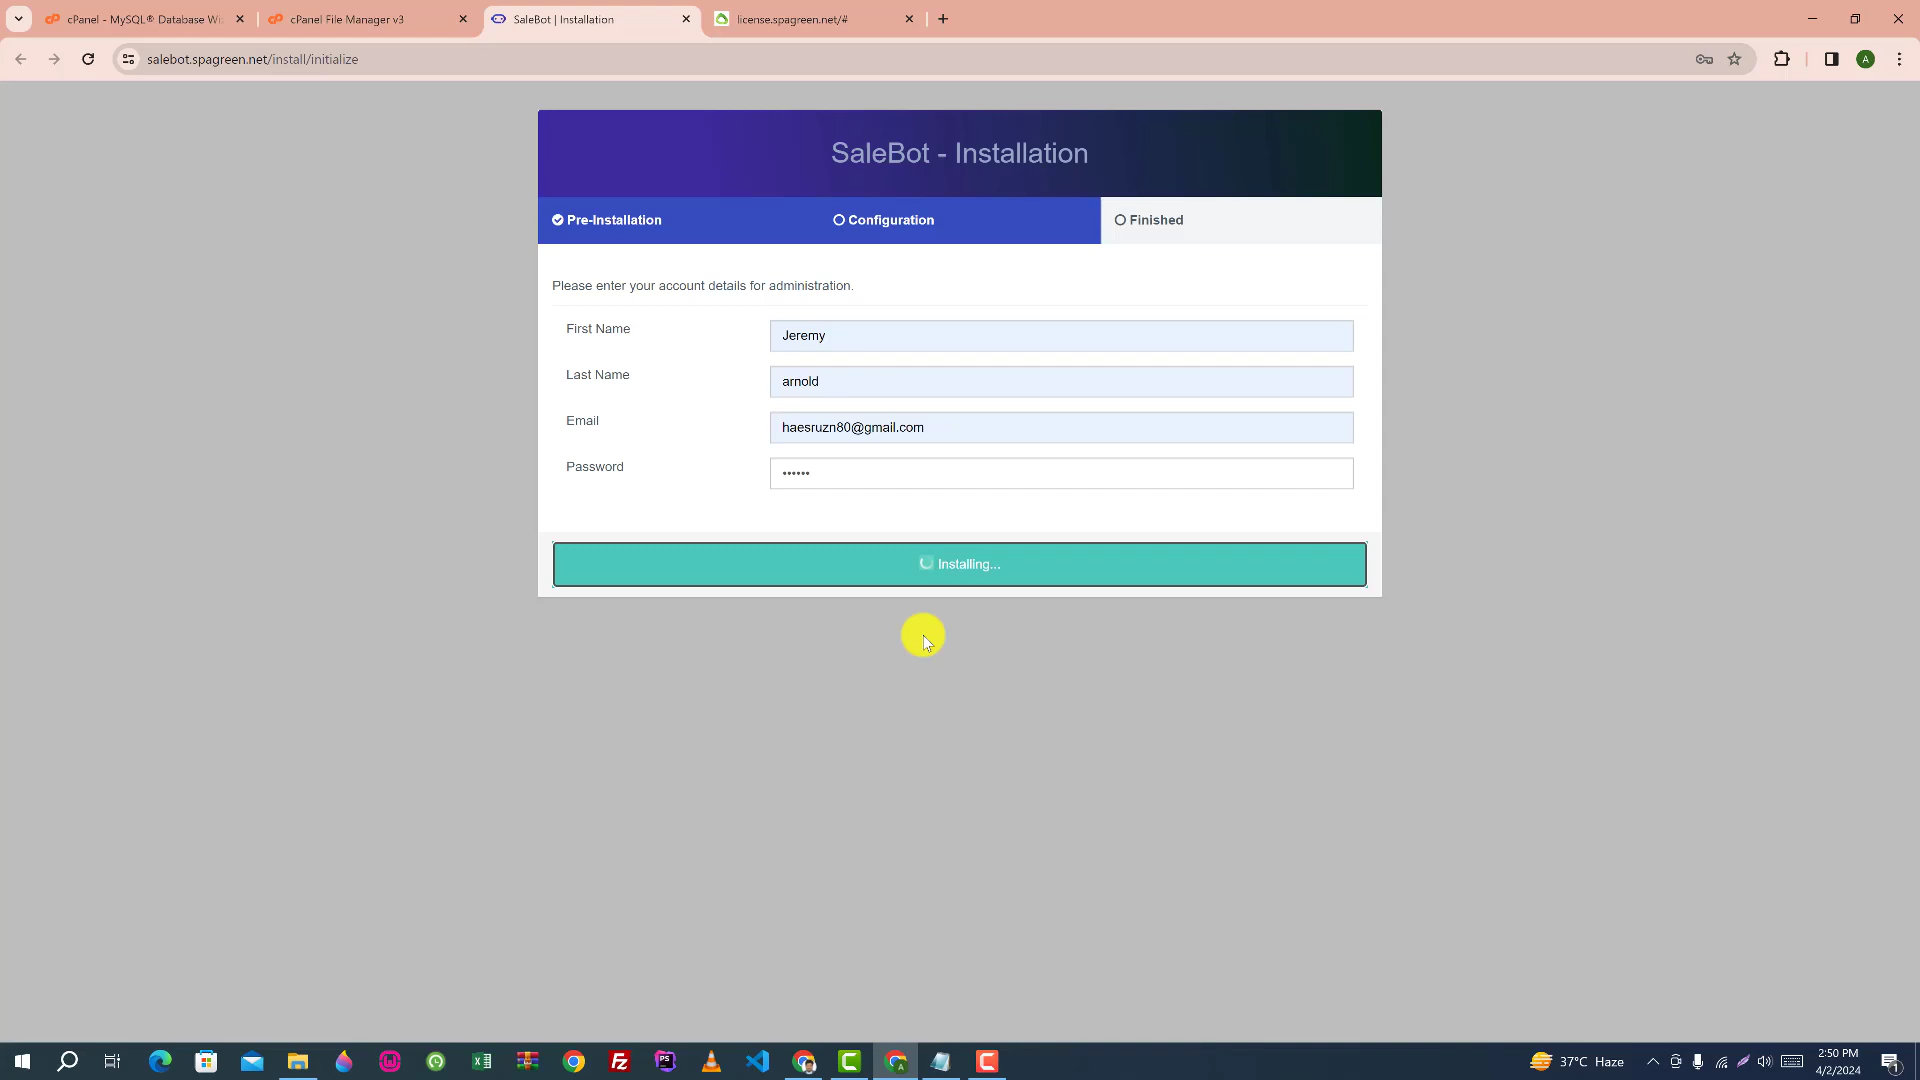 cPanel - MySQL® Database Wi
cPanel File Manager v3
SaleBot | Installation
license.spagreen.net/#
salebot.spagreen.net/install/initialize
A
SaleBot - Installation
Pre-Installation
Configuration
Finished
Please enter your account details for administration.
First Name
Jeremy
Last Name
arnold
Email
haesruzn80@gmail.com
Password
••••••
Installing...
37°C Haze
2:50 PM
4/2/2024
1